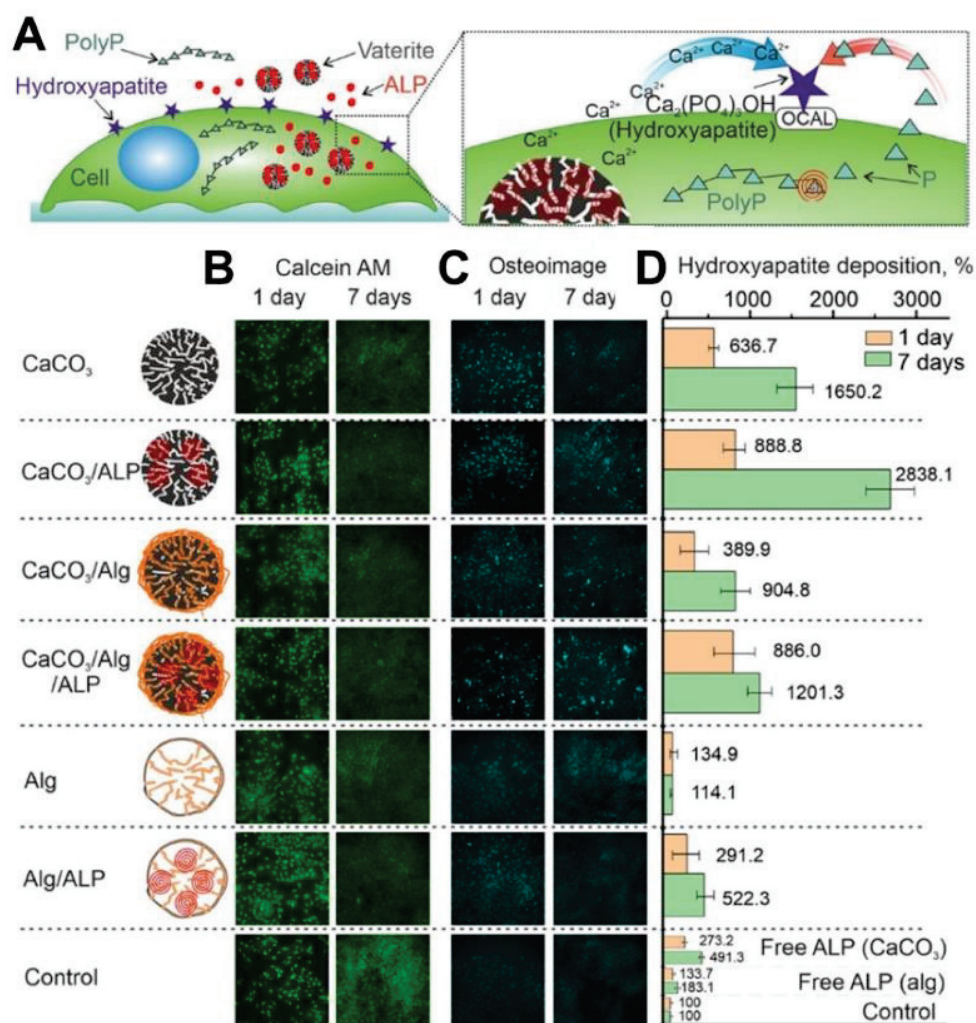 A
PolyP
Vaterite
ALP
Hydroxyapatite
Cell
Ca²⁺ Ca²⁺ Ca²⁺
Ca²⁺
Ca²⁺
Ca₂(PO₄)₃OH
(Hydroxyapatite)
OCAL
Ca²⁺
Ca²⁺
P
PolyP
B Calcein AM
1 day 7 days
C Osteoimage
1 day 7 day
D Hydroxyapatite deposition, %
0 1000 2000 3000
1 day
7 days
CaCO₃
636.7
1650.2
CaCO₃/ALP
888.8
2838.1
CaCO₃/Alg
389.9
904.8
CaCO₃/Alg
/ALP
886.0
1201.3
Alg
134.9
114.1
Alg/ALP
291.2
522.3
Control
273.2
491.3
Free ALP (CaCO₃)
133.7
183.1
Free ALP (alg)
100
100
Control